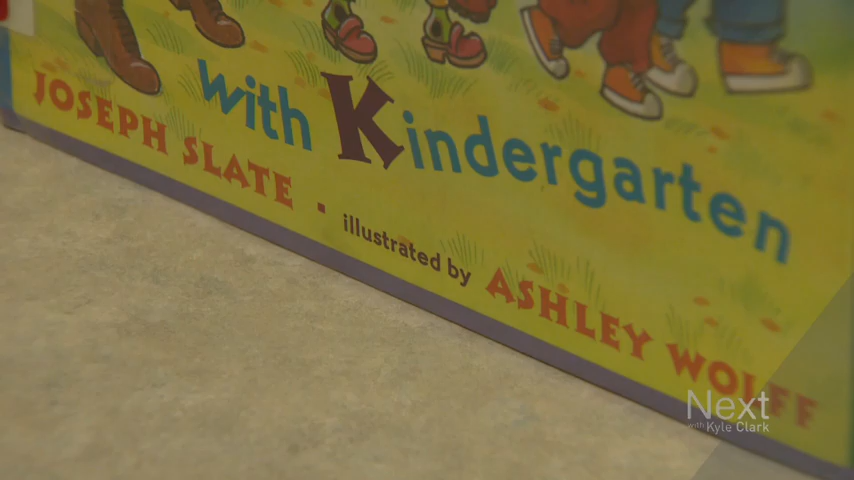 with Kindergarten
JOSEPH SLATE • illustrated by ASHLEY WOLFF
Next
with Kyle Clark